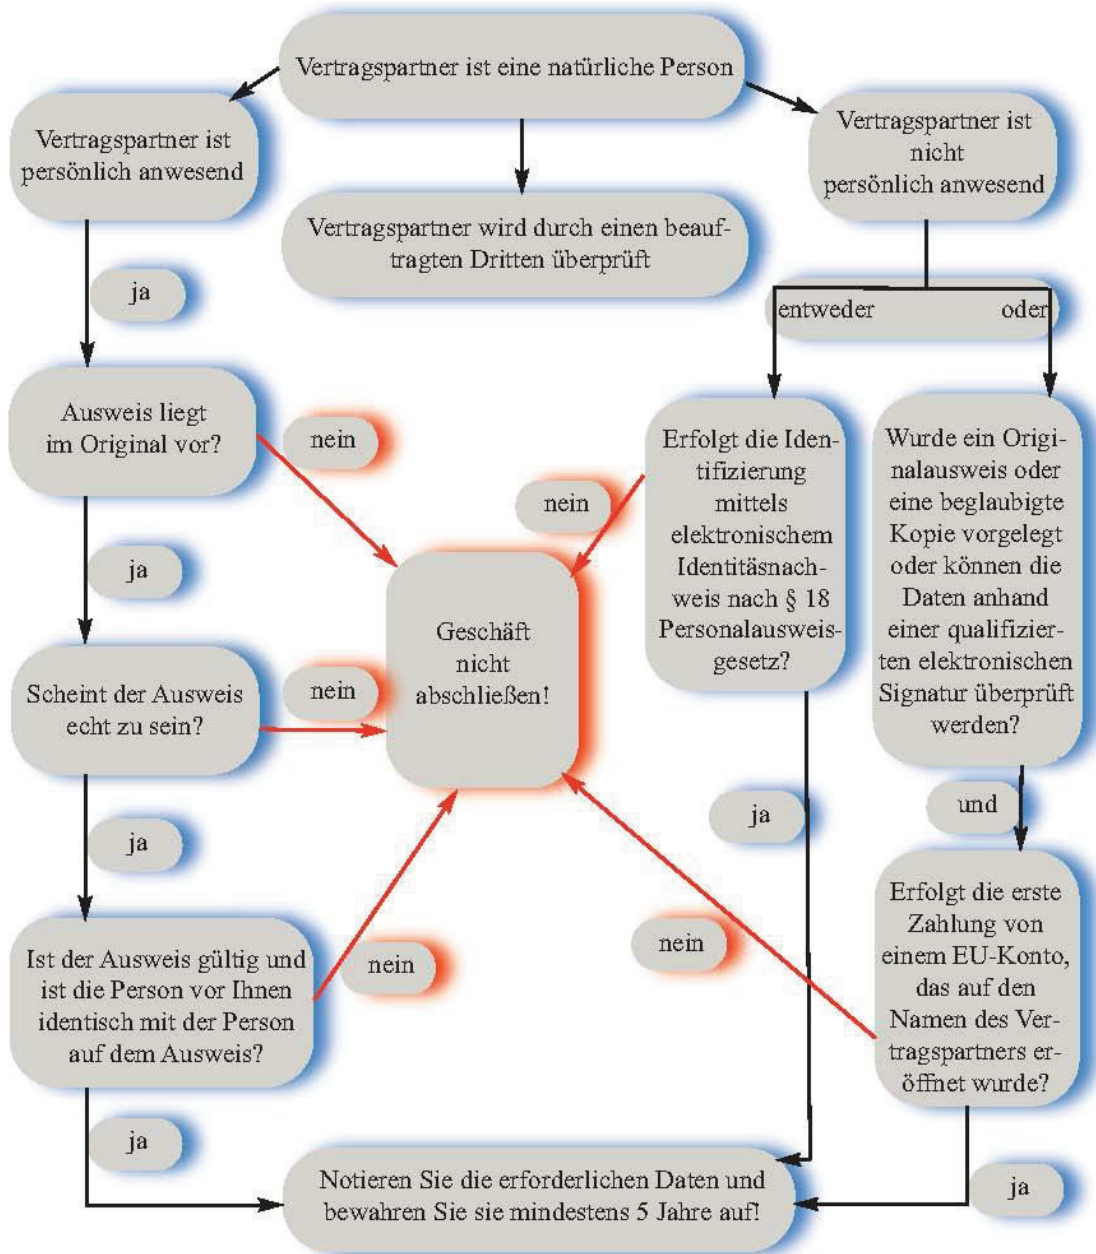 Vertragspartner ist eine natürliche Person
Vertragspartner ist
persönlich anwesend
Vertragspartner ist
nicht
persönlich anwesend
Vertragspartner wird durch einen beauf-
tragten Dritten überprüft
ja
entweder
oder
Ausweis liegt
im Original vor?
nein
Erfolgt die Iden-
tifizierung
mittels
elektronischem
Identitäsnach-
weis nach § 18
Personalausweis-
gesetz?
Wurde ein Origi-
nalausweis oder
eine beglaubigte
Kopie vorgelegt
oder können die
Daten anhand
einer qualifizier-
ten elektronischen
Signatur überprüft
werden?
nein
ja
Geschäft
nicht
abschließen!
Scheint der Ausweis
echt zu sein?
nein
ja
ja
und
Ist der Ausweis gültig und
ist die Person vor Ihnen
identisch mit der Person
auf dem Ausweis?
nein
nein
Erfolgt die erste
Zahlung von
einem EU-Konto,
das auf den
Namen des Ver-
tragspartners er-
öffnet wurde?
ja
Notieren Sie die erforderlichen Daten und
bewahren Sie sie mindestens 5 Jahre auf!
ja